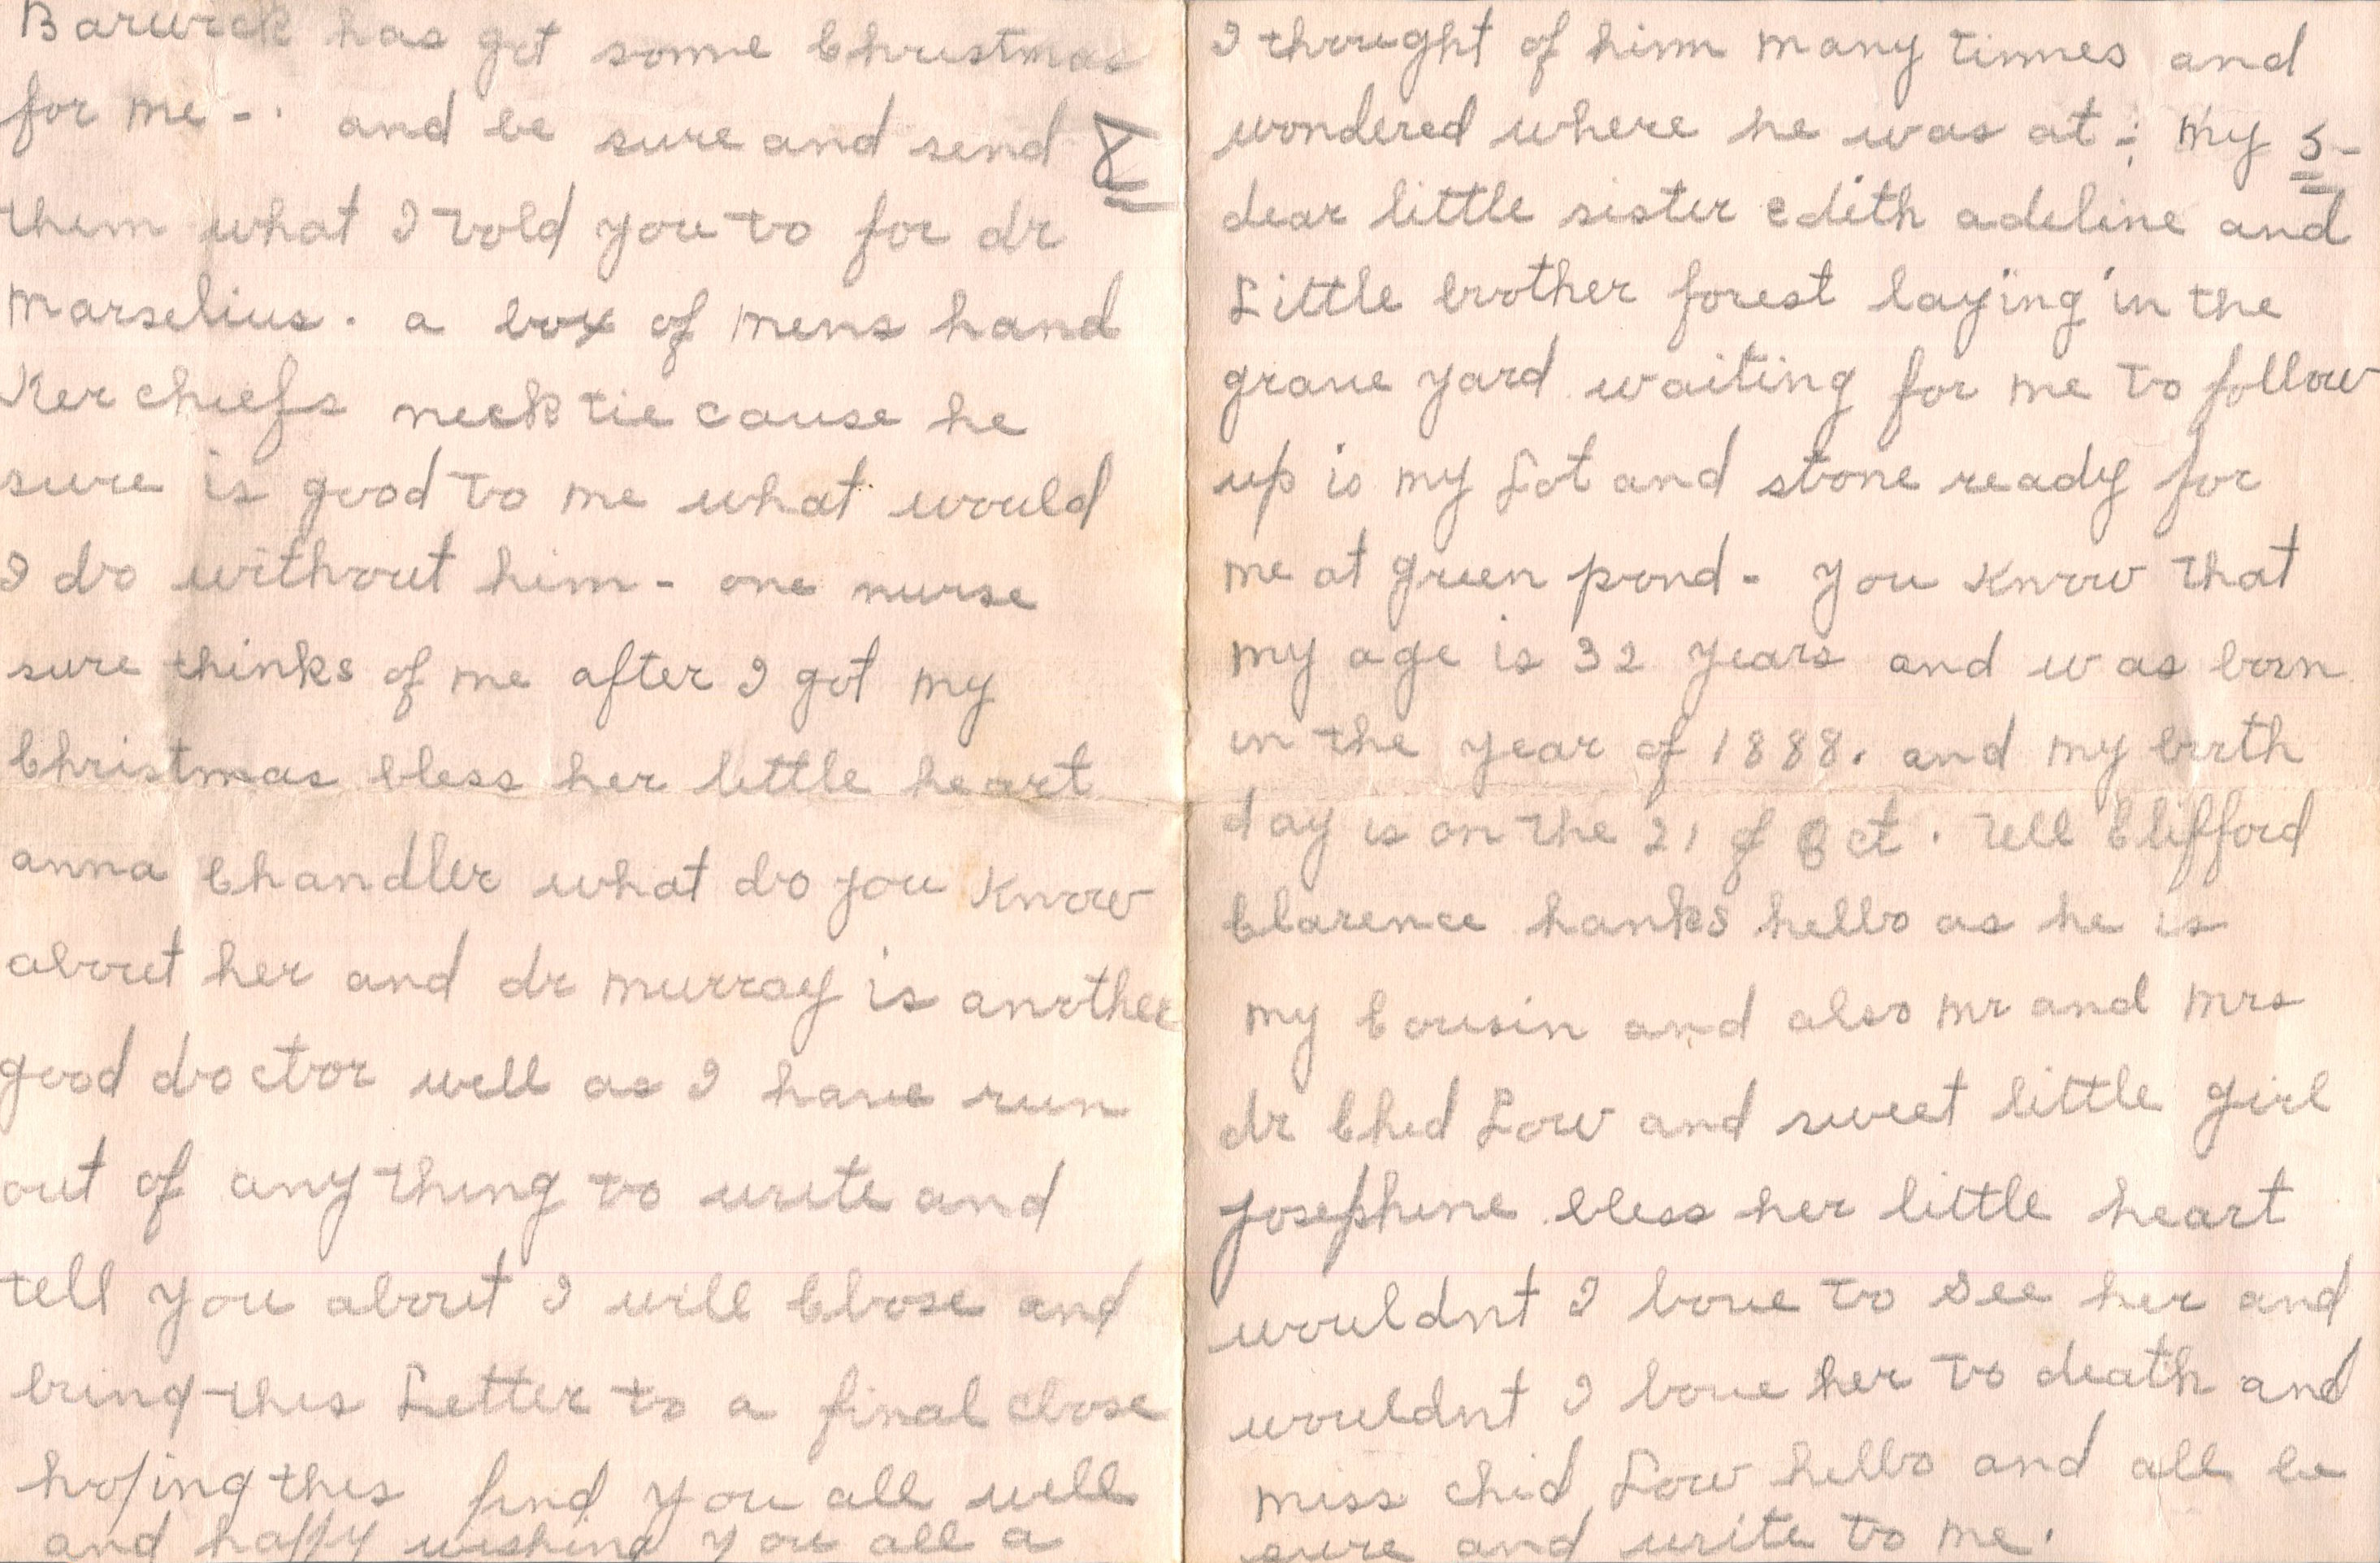 Barwick has get some Christmas
for me -. and be sure and send
8
them what I told you to for dr
Marselius. a box of mens hand
Ker chiefs neck tie cause he
sure is good to me what would
I do without him - one nurse
sure thinks of me after I got my
Christmas bless her little heart
anna Chandler what do you Know
about her and dr murray is another
good doctor well as I have run
out of any thing to write and
tell you about I will Close and
bring this Letter to a final close
hoping this find you all well
and happy wishing you all a
I thought of him many times and
wondered where he was at - : my
5-
dear little sister edith adeline and
Little brother forest laying in the
grave yard waiting for me to follow
up is my Lot and stone ready for
me at green pond - you Know that
my age is 32 years and was born
in the year of 1888. and my birth
day is on the 21 of Oct. tell Clifford
Clarence hanks hello as he is
my Cousin and also mr and mrs
dr Chid Low and sweet little girl
Josephine bless her little heart
wouldnt I love to see her and
wouldnt I love her to death and
miss chid Low hello and all be
sure and write to me.